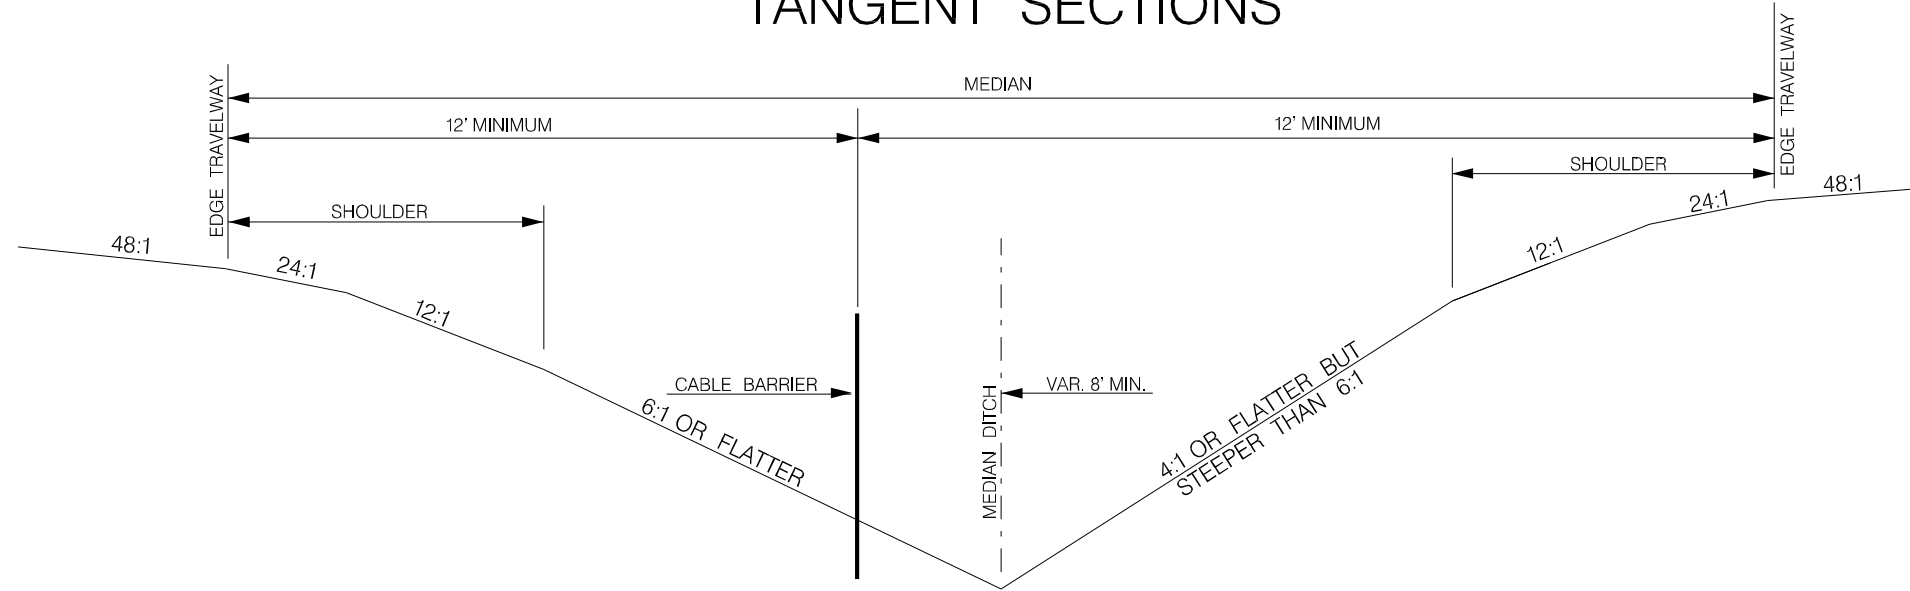 TANGENT SECTIONS
EDGE TRAVELWAY
MEDIAN
EDGE TRAVELWAY
12' MINIMUM
12' MINIMUM
SHOULDER
SHOULDER
48:1
24:1
12:1
48:1
24:1
12:1
CABLE BARRIER
VAR. 8' MIN.
MEDIAN DITCH
6:1 OR FLATTER
4:1 OR FLATTER BUT
STEEPER THAN 6:1